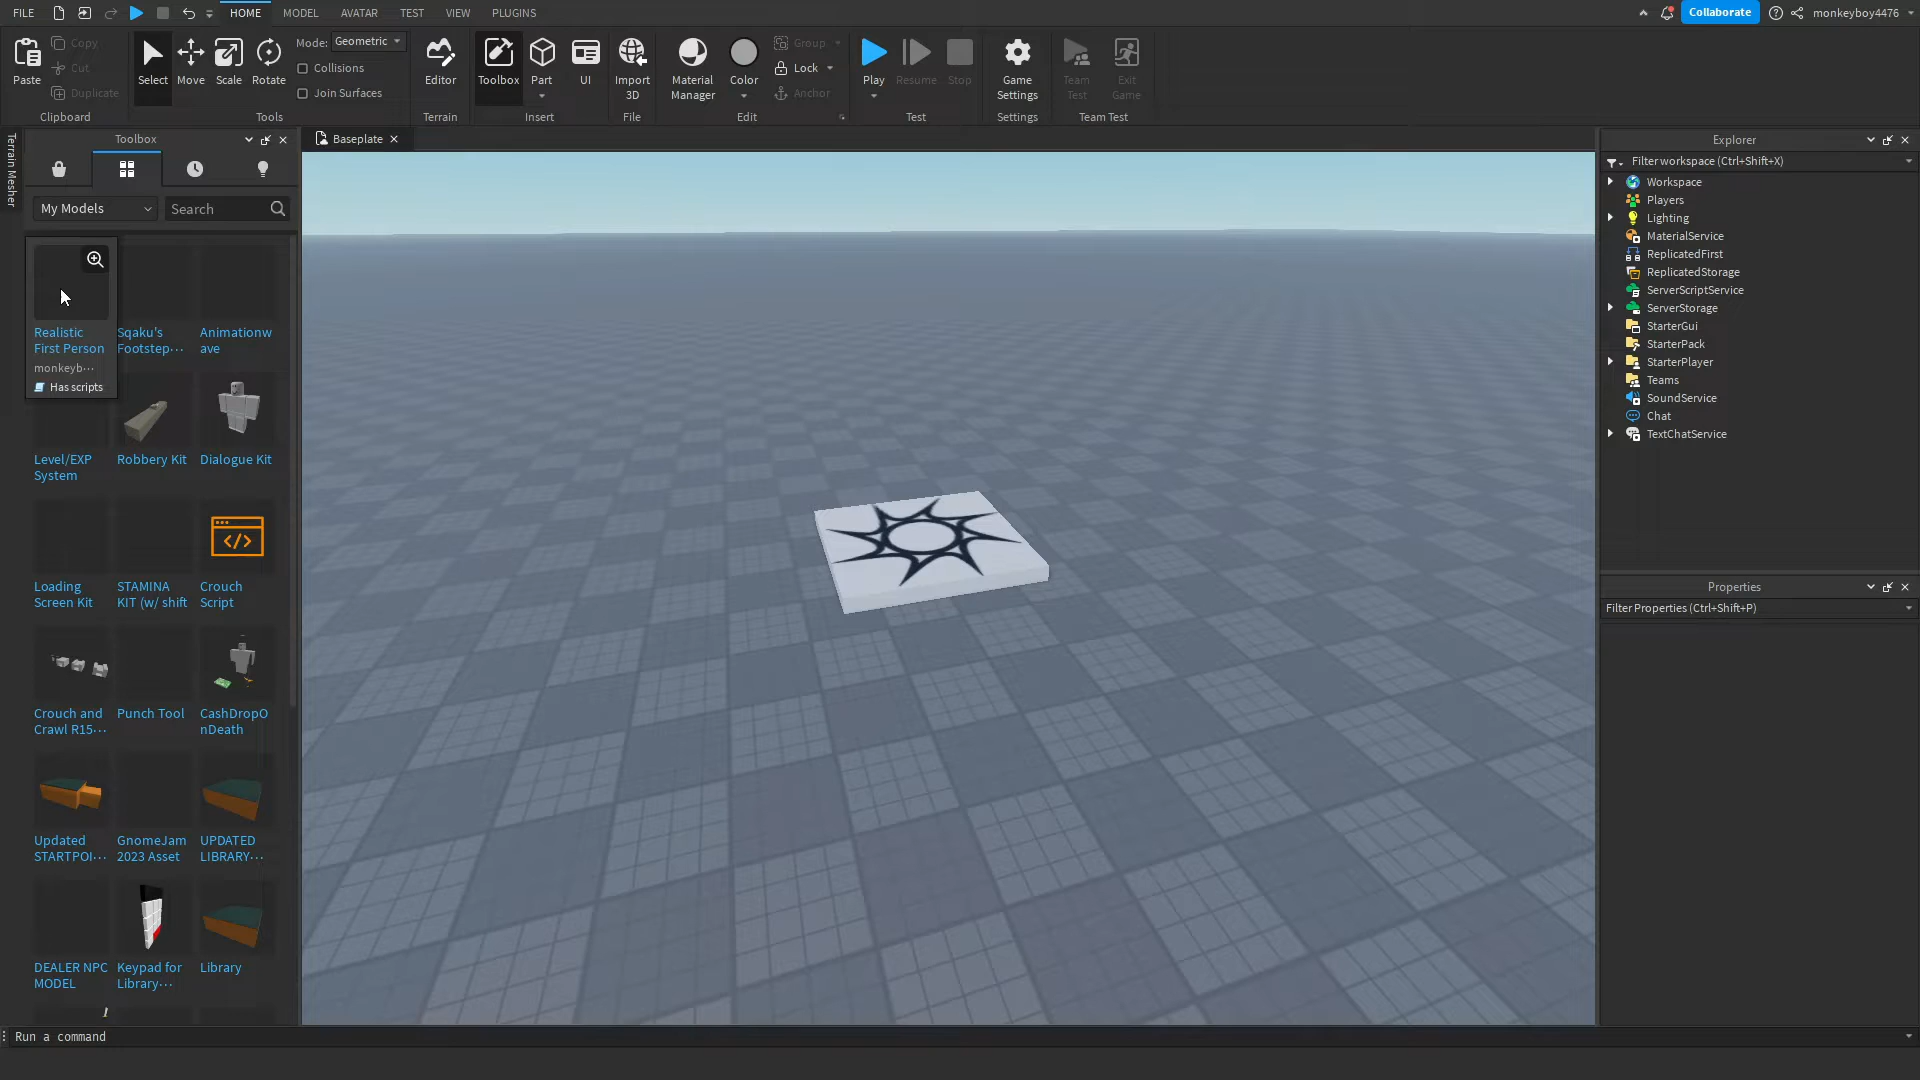 FILE
HOME
MODEL
AVATAR
TEST
VIEW
PLUGINS
Collaborate
monkeyboy4476
Paste
Copy
Cut
Duplicate
Clipboard
Select
Move
Scale
Rotate
Mode:
Geometric
Collisions
Join Surfaces
Tools
Editor
Terrain
Toolbox
Part
UI
Insert
Import
3D
File
Material
Manager
Color
Group
Lock
Anchor
Edit
Play
Resume
Stop
Test
Game
Settings
Settings
Team
Test
Exit
Game
Team Test
Terrain Mesher
Toolbox
My Models
Search
Realistic
First Person
monkeyb···
Has scripts
Sqaku's
Footstep···
Animationw
ave
Level/EXP
System
Robbery Kit
Dialogue Kit
Loading
Screen Kit
STAMINA
KIT (w/ shift
Crouch
Script
Crouch and
Crawl R15···
Punch Tool
CashDropO
nDeath
Updated
STARTPOI···
GnomeJam
2023 Asset
UPDATED
LIBRARY···
DEALER NPC
MODEL
Keypad for
Library···
Library
Baseplate
Explorer
Filter workspace (Ctrl+Shift+X)
Workspace
Players
Lighting
MaterialService
ReplicatedFirst
ReplicatedStorage
ServerScriptService
ServerStorage
StarterGui
StarterPack
StarterPlayer
Teams
SoundService
Chat
TextChatService
Properties
Filter Properties (Ctrl+Shift+P)
Run a command